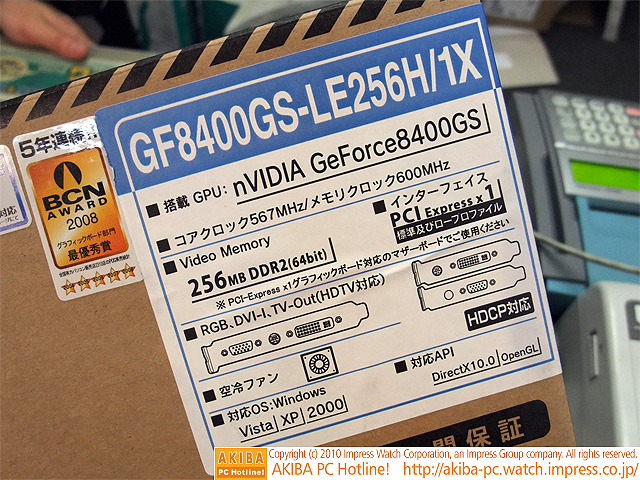 GF8400GS-LE256H/1X
5年連続
BCN
AWARD
2008
グラフィックボード部門
最優秀賞
対応
■ 搭載 GPU: nVIDIA GeForce8400GS
■ コアクロック567MHz/メモリクロック600MHz
■ Video Memory
256MB DDR2(64bit)
■ インターフェイス
PCI Express x 1
標準及びロープロファイル
※ PCI-Express x1グラフィックボード対応のマザーボードでご使用ください
■ RGB、DVI-I、TV-Out(HDTV対応)
HDCP対応
■ 空冷ファン
■ 対応API
DirectX10.0 OpenGL
■ 対応OS:Windows
Vista XP 2000
間保証
AKIBA
PC Hotline!
Copyright (c) 2010 Impress Watch Corporation, an Impress Group company. All rights reserved.
AKIBA PC Hotline! http://akiba-pc.watch.impress.co.jp/